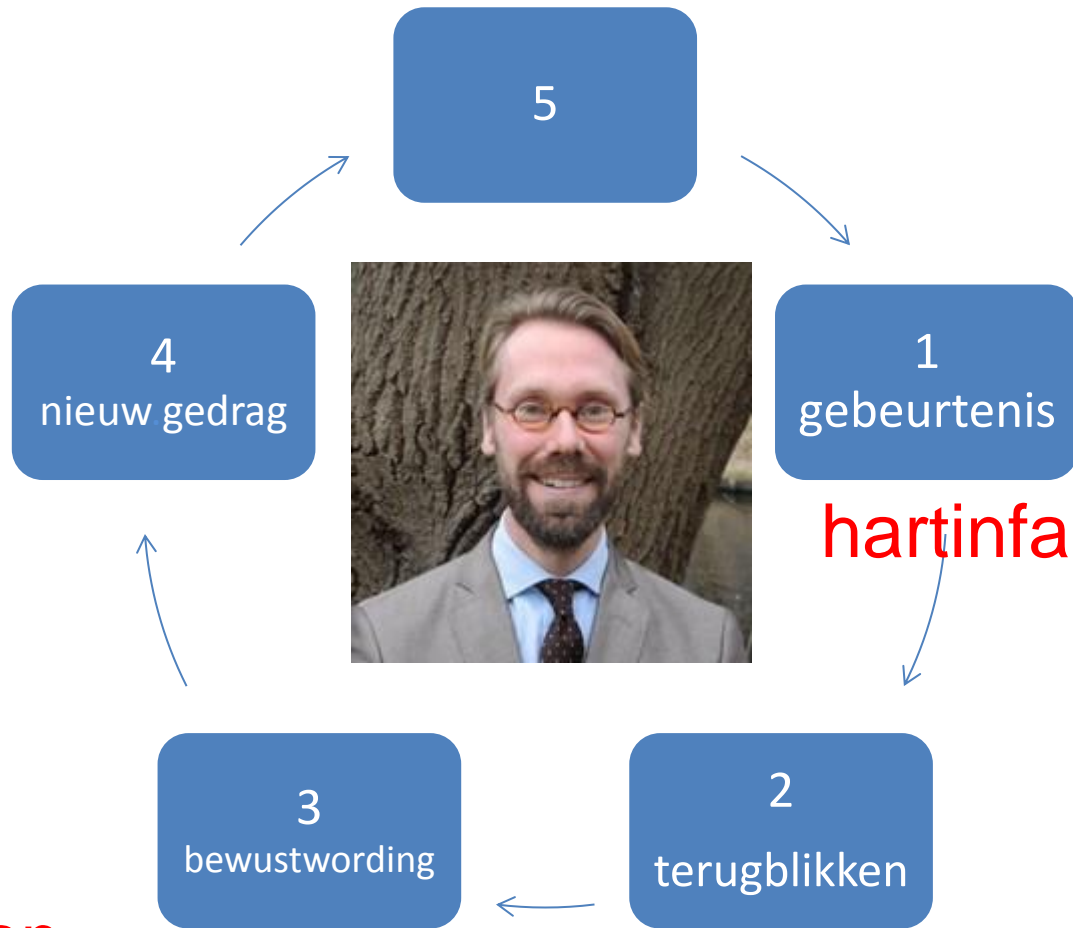 5
4
nieuw gedrag
1
gebeurtenis
hartinfa
3
bewustwording
2
terugblikken